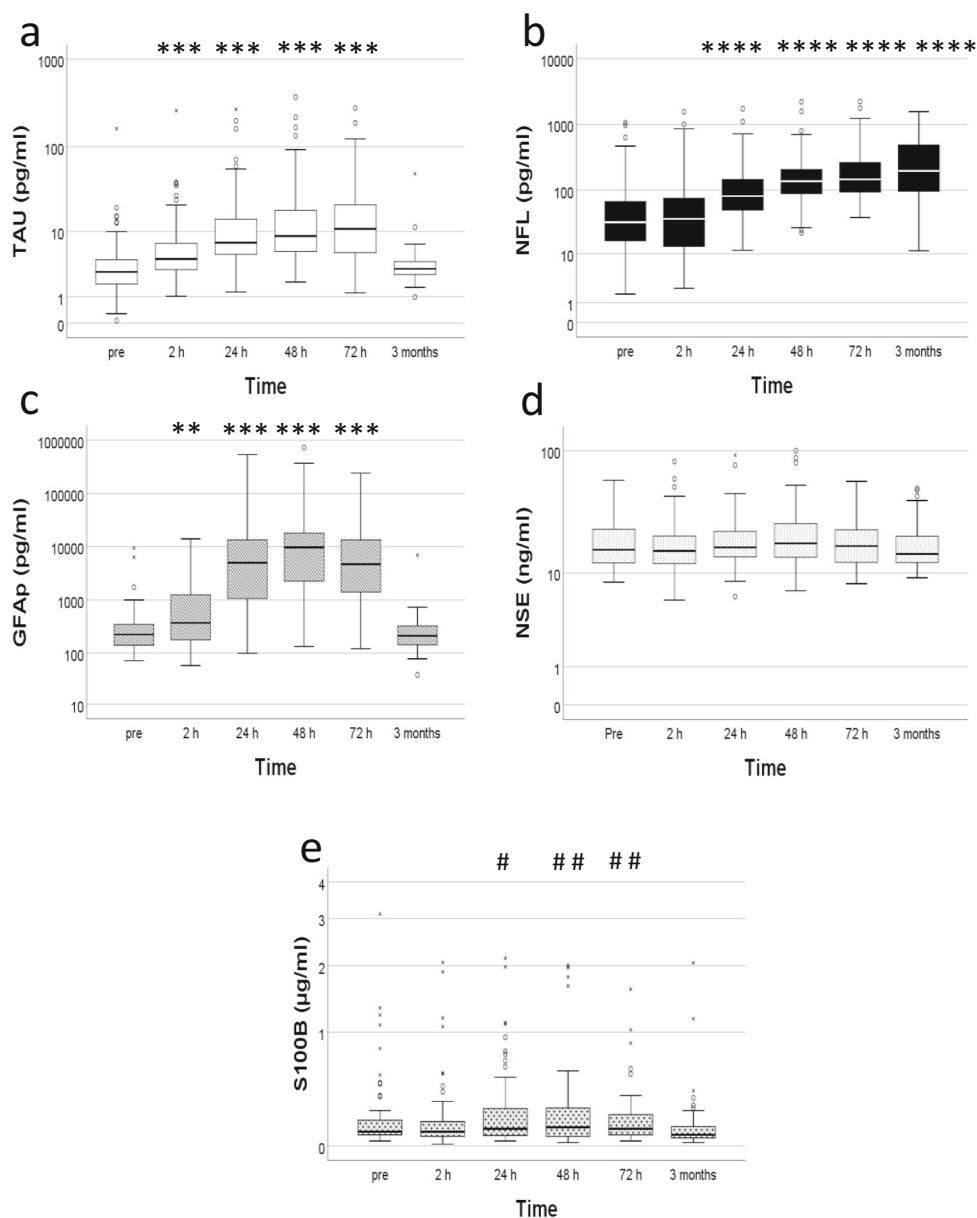 a
*** *** *** ***
1000
100
10
1
0
TAU (pg/ml)
pre 2 h 24 h 48 h 72 h 3 months
Time
b
**** **** **** ****
10000
1000
100
10
1
0
NFL (pg/ml)
pre 2 h 24 h 48 h 72 h 3 months
Time
c
** *** *** ***
1000000
100000
10000
1000
100
10
GFAp (pg/ml)
pre 2 h 24 h 48 h 72 h 3 months
Time
d
100
10
1
0
NSE (ng/ml)
Pre 2 h 24 h 48 h 72 h 3 months
Time
e
# ## ##
4
3
2
1
0
S100B (µg/ml)
pre 2 h 24 h 48 h 72 h 3 months
Time